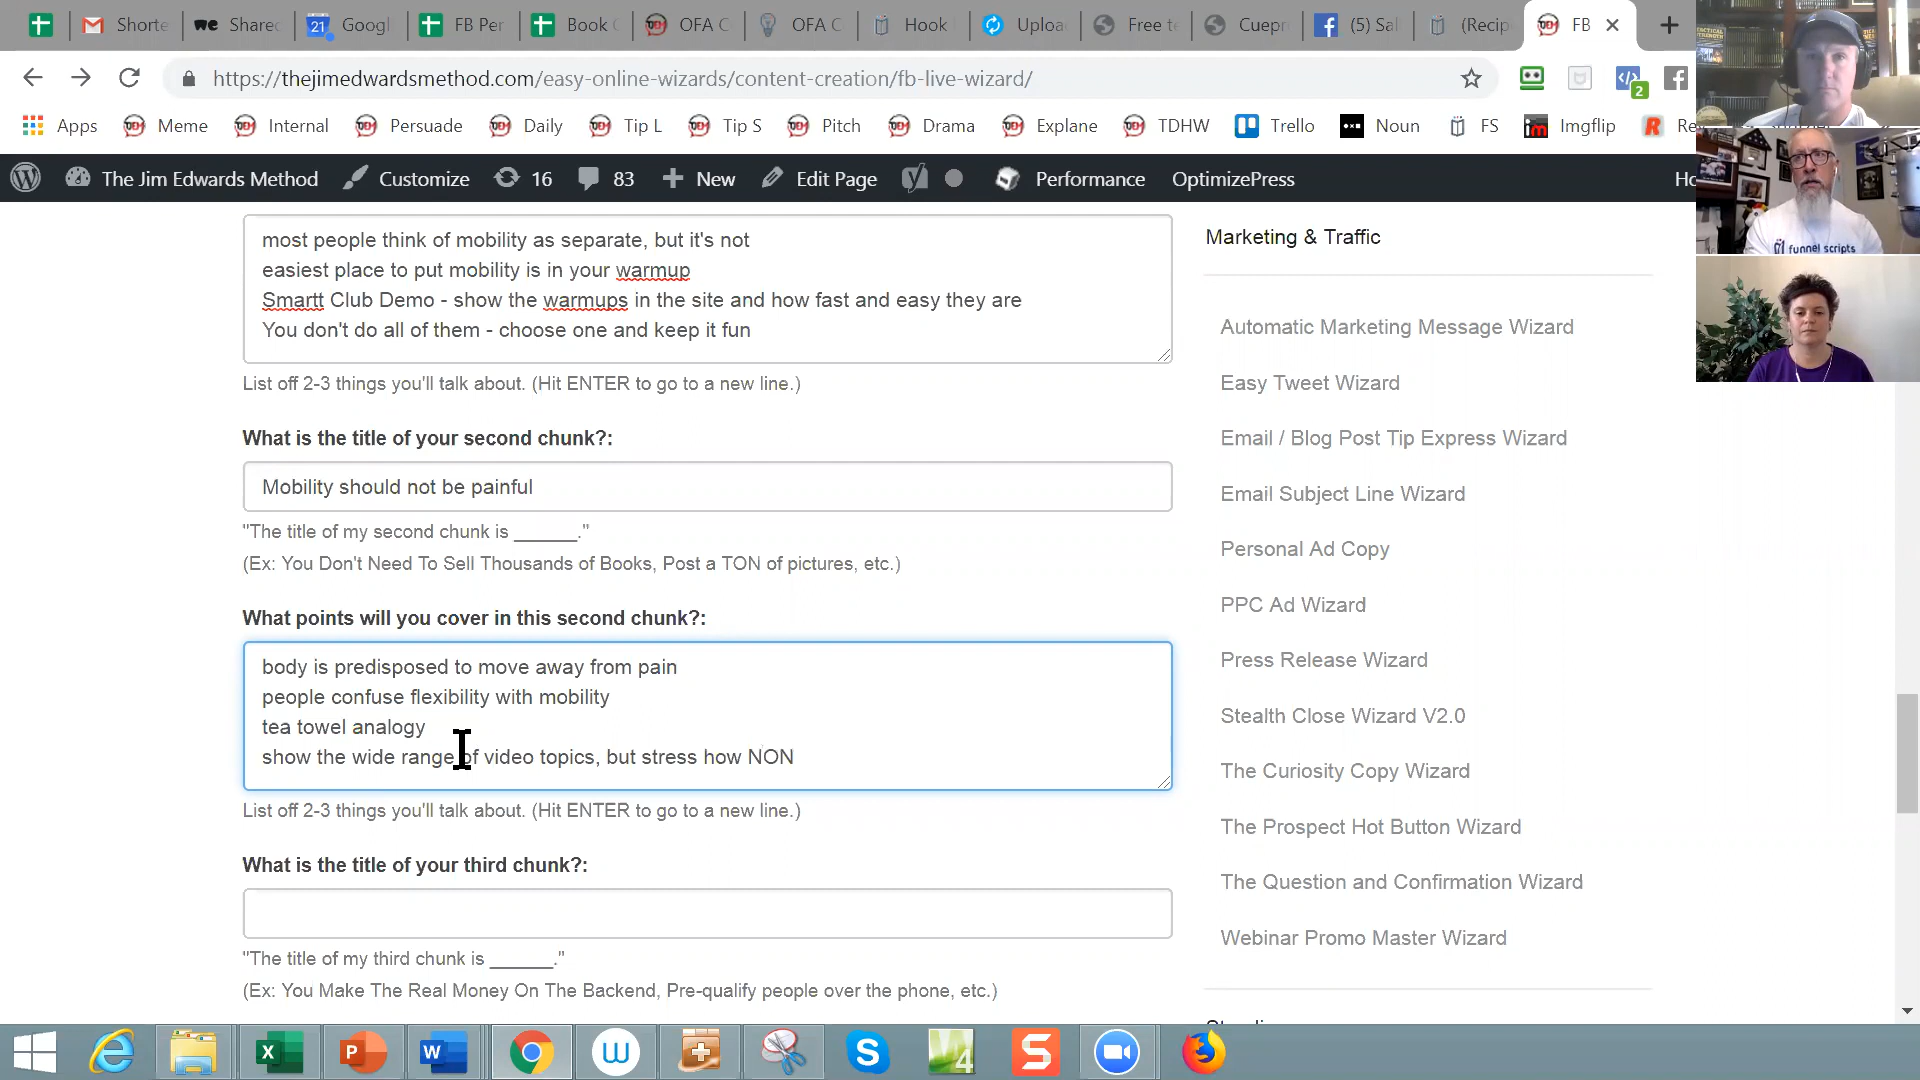 Shorte
Shared
21
Googl
FB Per
Book
OFA C
OFA C
Hook
Uploa
Free te
Cuepr
(5) Sal
(Recip
FB
https://thejimedwardsmethod.com/easy-online-wizards/content-creation/fb-live-wizard/
2
Apps
Meme
Internal
Persuade
Daily
Tip L
Tip S
Pitch
Drama
Explane
TDHW
Trello
Noun
FS
Imgflip
The Jim Edwards Method
Customize
16
83
New
Edit Page
Performance
OptimizePress
funnel scripts
most people think of mobility as separate, but it's not
easiest place to put mobility is in your warmup
Smartt Club Demo - show the warmups in the site and how fast and easy they are
You don't do all of them - choose one and keep it fun
List off 2-3 things you'll talk about. (Hit ENTER to go to a new line.)
What is the title of your second chunk?:
Mobility should not be painful
"The title of my second chunk is ______."
(Ex: You Don't Need To Sell Thousands of Books, Post a TON of pictures, etc.)
What points will you cover in this second chunk?:
body is predisposed to move away from pain
people confuse flexibility with mobility
tea towel analogy
show the wide range of video topics, but stress how NON
List off 2-3 things you'll talk about. (Hit ENTER to go to a new line.)
What is the title of your third chunk?:
"The title of my third chunk is ______."
(Ex: You Make The Real Money On The Backend, Pre-qualify people over the phone, etc.)
Marketing & Traffic
Automatic Marketing Message Wizard
Easy Tweet Wizard
Email / Blog Post Tip Express Wizard
Email Subject Line Wizard
Personal Ad Copy
PPC Ad Wizard
Press Release Wizard
Stealth Close Wizard V2.0
The Curiosity Copy Wizard
The Prospect Hot Button Wizard
The Question and Confirmation Wizard
Webinar Promo Master Wizard